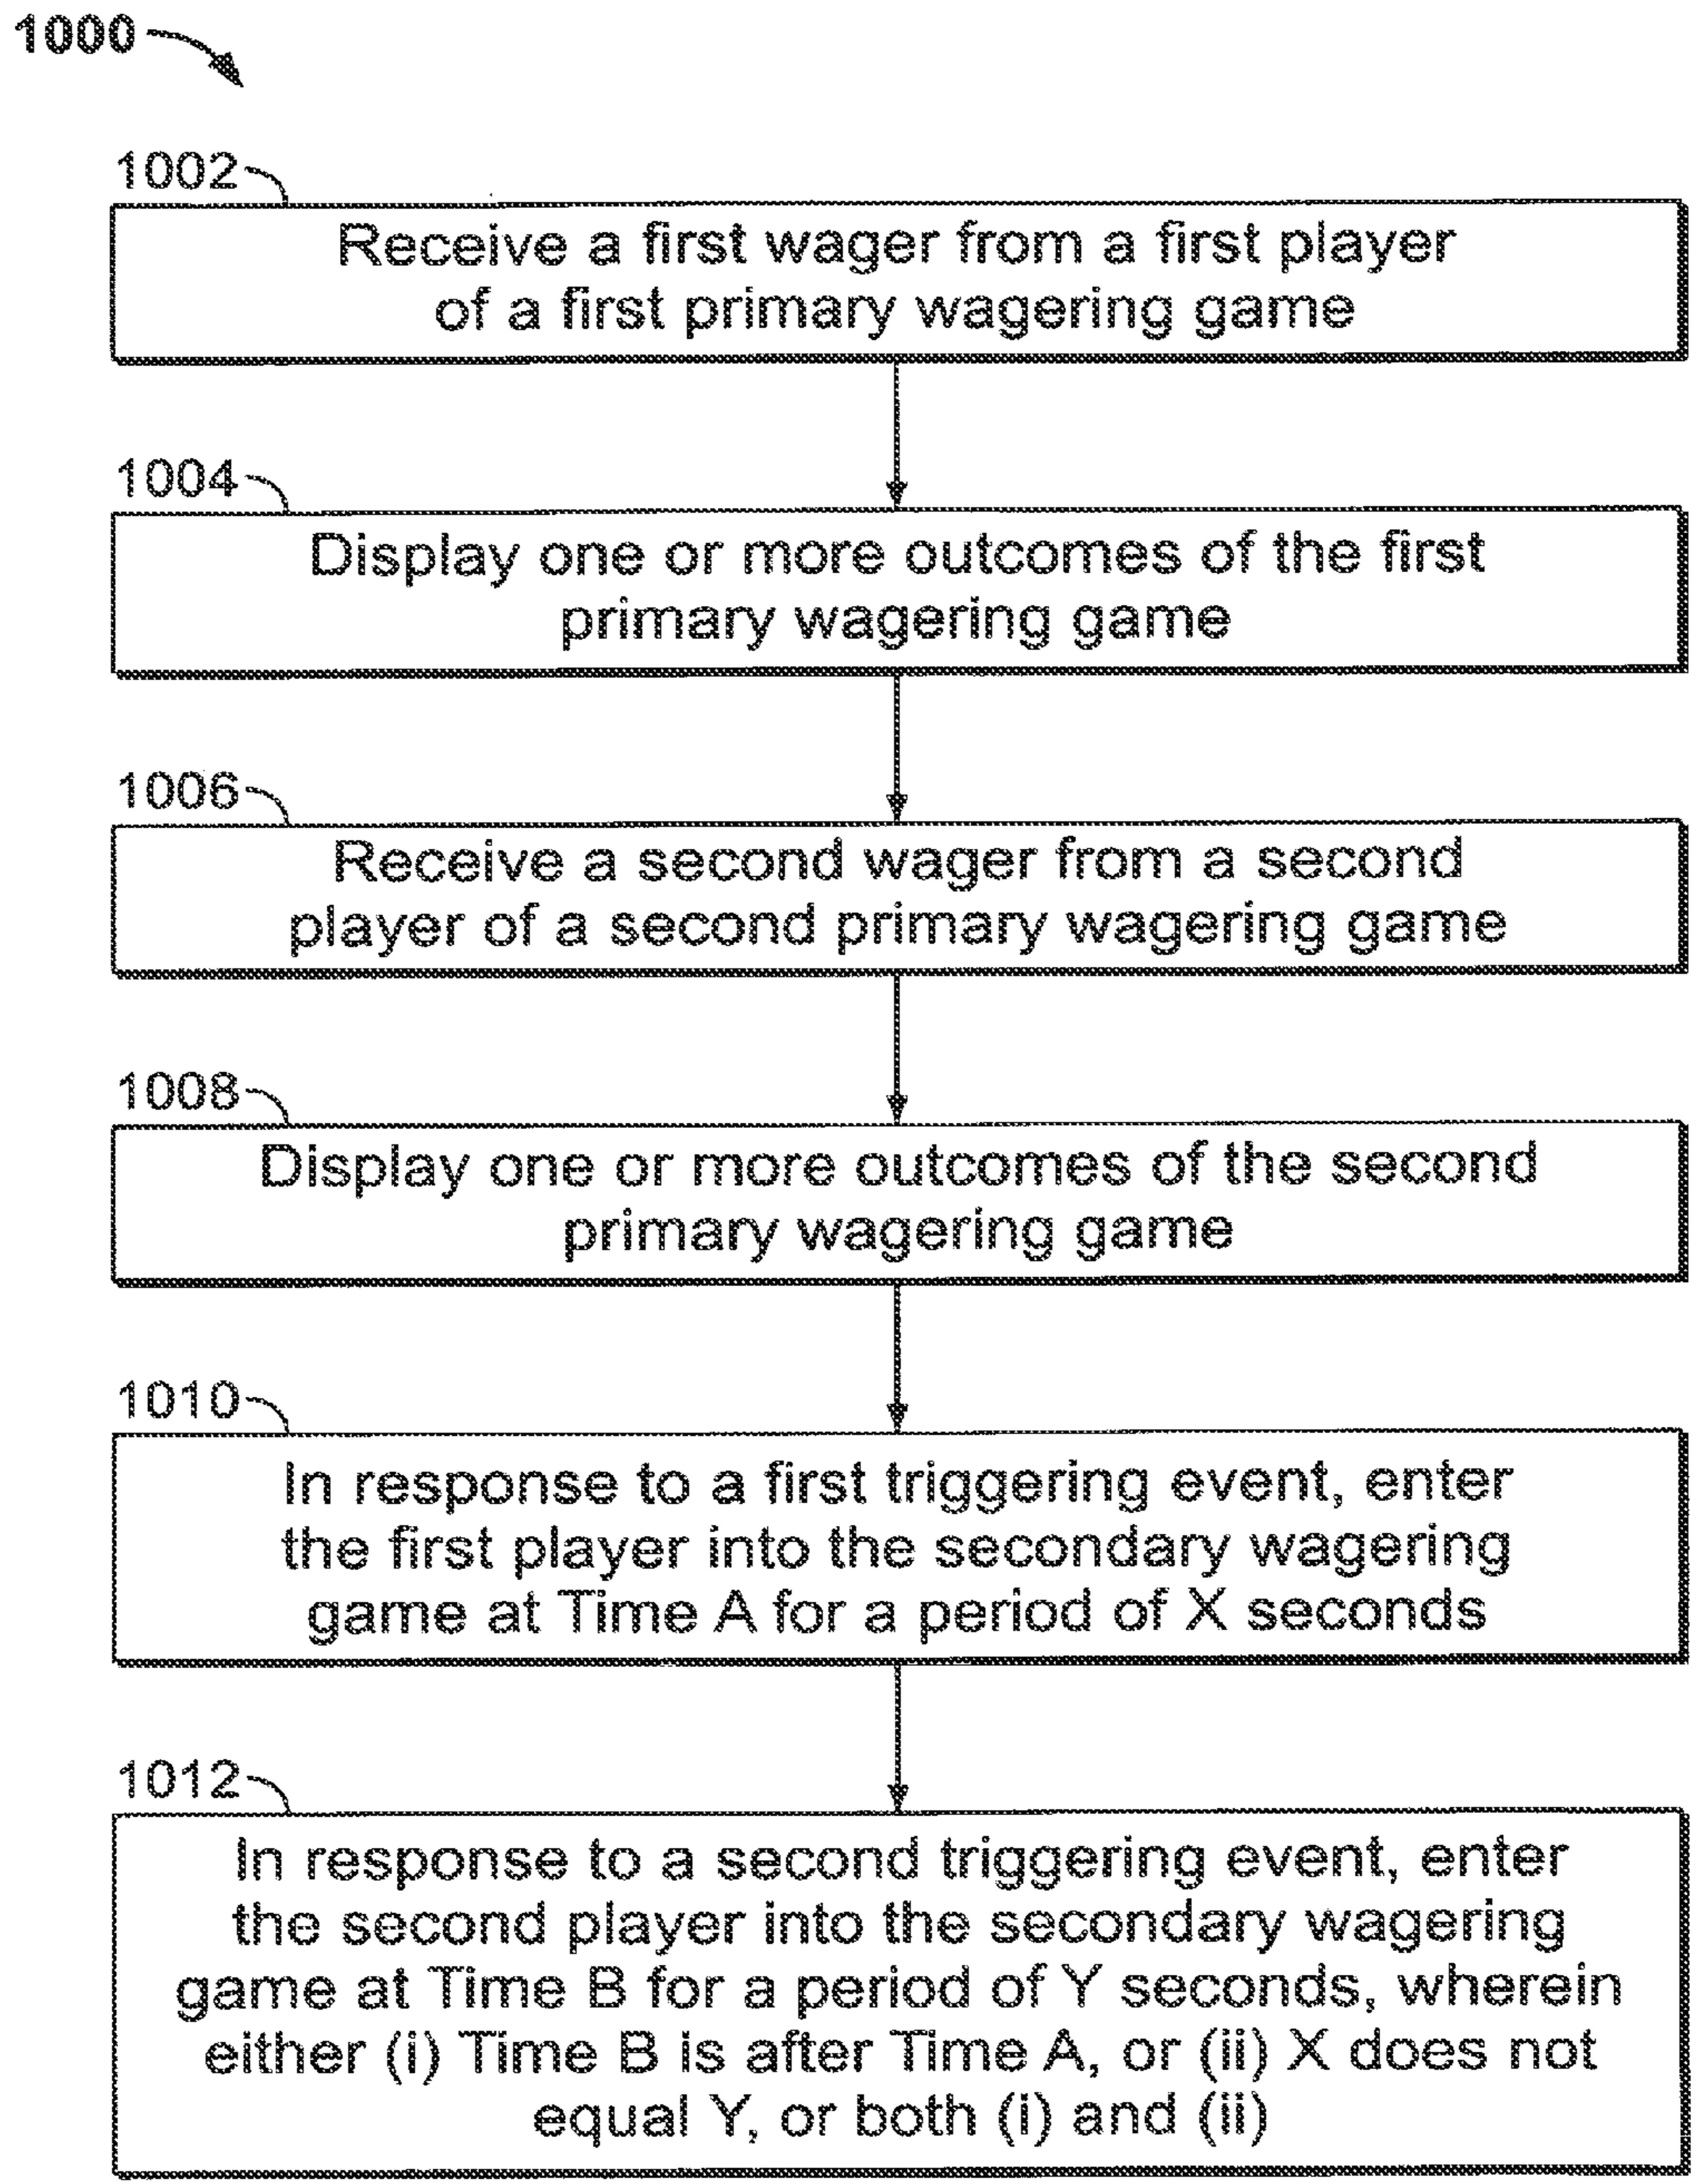 1000
1002
Receive a first wager from a first player
of a first primary wagering game
1004
Display one or more outcomes of the first
primary wagering game
1006
Receive a second wager from a second
player of a second primary wagering game
1008
Display one or more outcomes of the second
primary wagering game
1010
In response to a first triggering event, enter
the first player into the secondary wagering
game at Time A for a period of X seconds
1012
In response to a second triggering event, enter
the second player into the secondary wagering
game at Time B for a period of Y seconds, wherein
either (i) Time B is after Time A, or (ii) X does not
equal Y, or both (i) and (ii)